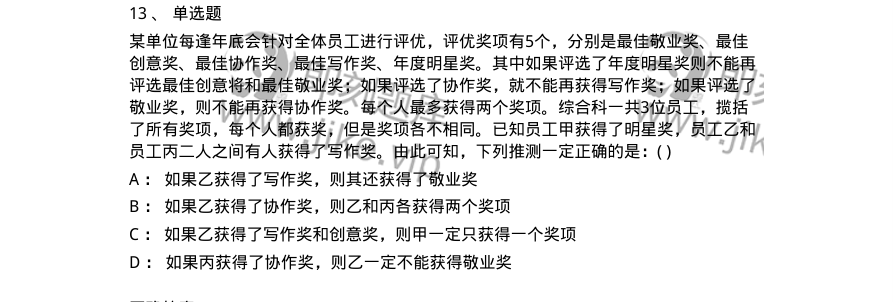 13 、 单选题
某单位每逢年底会针对全体员工进行评优，评优奖项有5个，分别是最佳敬业奖、最佳
创意奖、最佳协作奖、最佳写作奖、年度明星奖。其中如果评选了年度明星奖则不能再
评选最佳创意将和最佳敬业奖；如果评选了协作奖，就不能再获得写作奖；如果评选了
敬业奖，则不能再获得协作奖。每个人最多获得两个奖项。综合科一共3位员工，揽括
了所有奖项，每个人都获奖，但是奖项各不相同。已知员工甲获得了明星奖，员工乙和
员工丙二人之间有人获得了写作奖。由此可知，下列推测一定正确的是：( )
A ： 如果乙获得了写作奖，则其还获得了敬业奖
B ： 如果乙获得了协作奖，则乙和丙各获得两个奖项
C ： 如果乙获得了写作奖和创意奖，则甲一定只获得一个奖项
D ： 如果丙获得了协作奖，则乙一定不能获得敬业奖